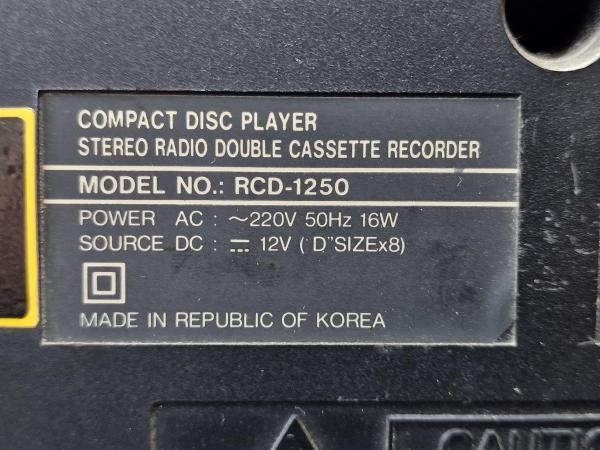 COMPACT DISC PLAYER
STEREO RADIO DOUBLE CASSETTE RECORDER
MODEL NO.: RCD-1250
POWER AC : ~220V 50Hz 16W
SOURCE DC : ⎓ 12V ( D"SIZEx8)
MADE IN REPUBLIC OF KOREA
CAUTIO